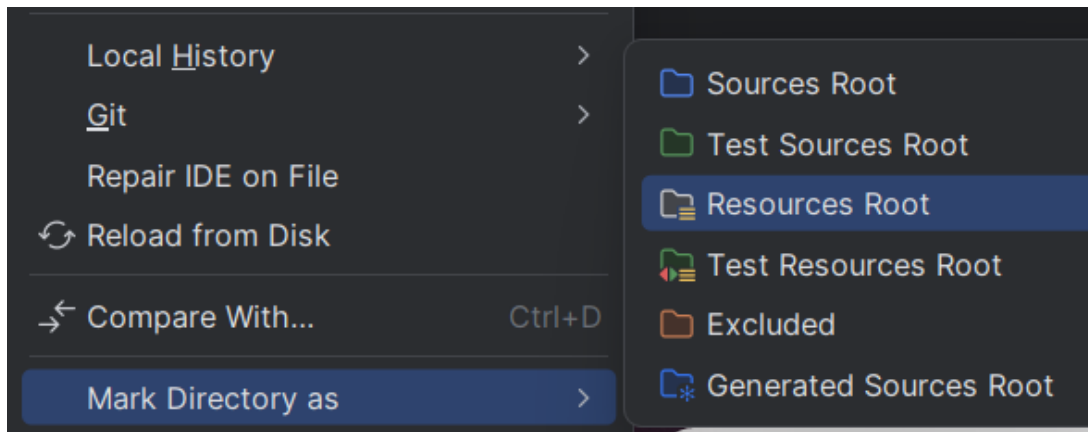 Local History
Git
Repair IDE on File
Reload from Disk
Compare With... Ctrl+D
Mark Directory as
Sources Root
Test Sources Root
Resources Root
Test Resources Root
Excluded
Generated Sources Root